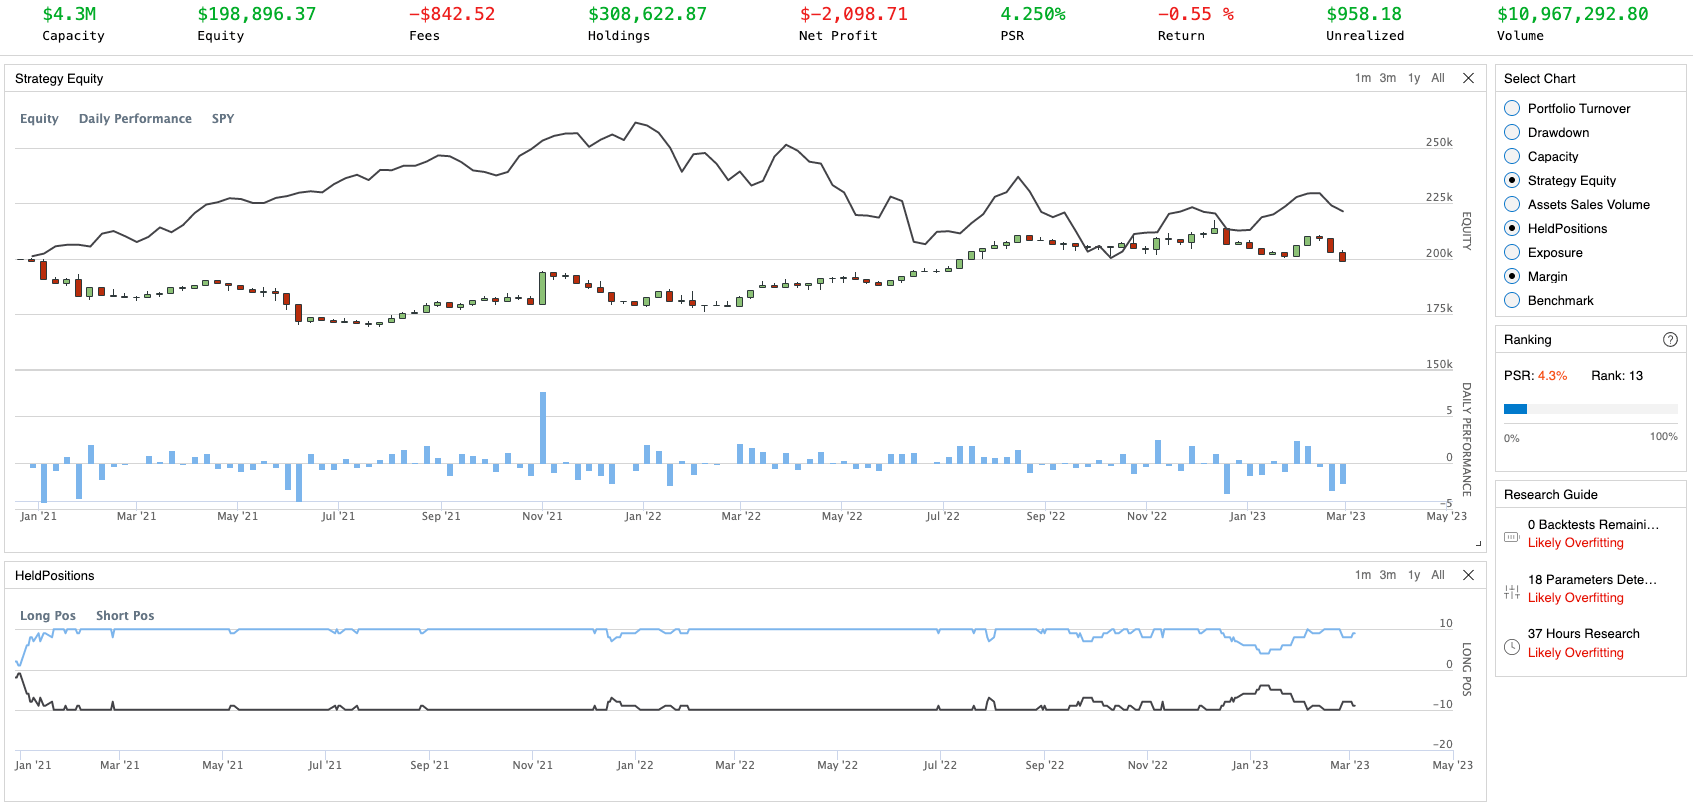 $4.3M $198,896.37 -$842.52 $308,622.87 $-2,098.71 4.250% -0.55 % $958.18 $10,967,292.80
Capacity Equity Fees Holdings Net Profit PSR Return Unrealized Volume
Strategy Equity 1m 3m 1y All
Equity Daily Performance SPY
250k
225k
EQUITY
200k
175k
150k
DAILY PERFORMANCE
5
0
-5
Jan '21 Mar '21 May '21 Jul '21 Sep '21 Nov '21 Jan '22 Mar '22 May '22 Jul '22 Sep '22 Nov '22 Jan '23 Mar '23 May '23
HeldPositions 1m 3m 1y All
Long Pos Short Pos
10
LONG POS
0
-10
-20
Jan '21 Mar '21 May '21 Jul '21 Sep '21 Nov '21 Jan '22 Mar '22 May '22 Jul '22 Sep '22 Nov '22 Jan '23 Mar '23 May '23
Select Chart
Portfolio Turnover
Drawdown
Capacity
Strategy Equity
Assets Sales Volume
HeldPositions
Exposure
Margin
Benchmark
Ranking ?
PSR: 4.3% Rank: 13
0% 100%
Research Guide
0 Backtests Remaini...
Likely Overfitting
18 Parameters Dete...
Likely Overfitting
37 Hours Research
Likely Overfitting